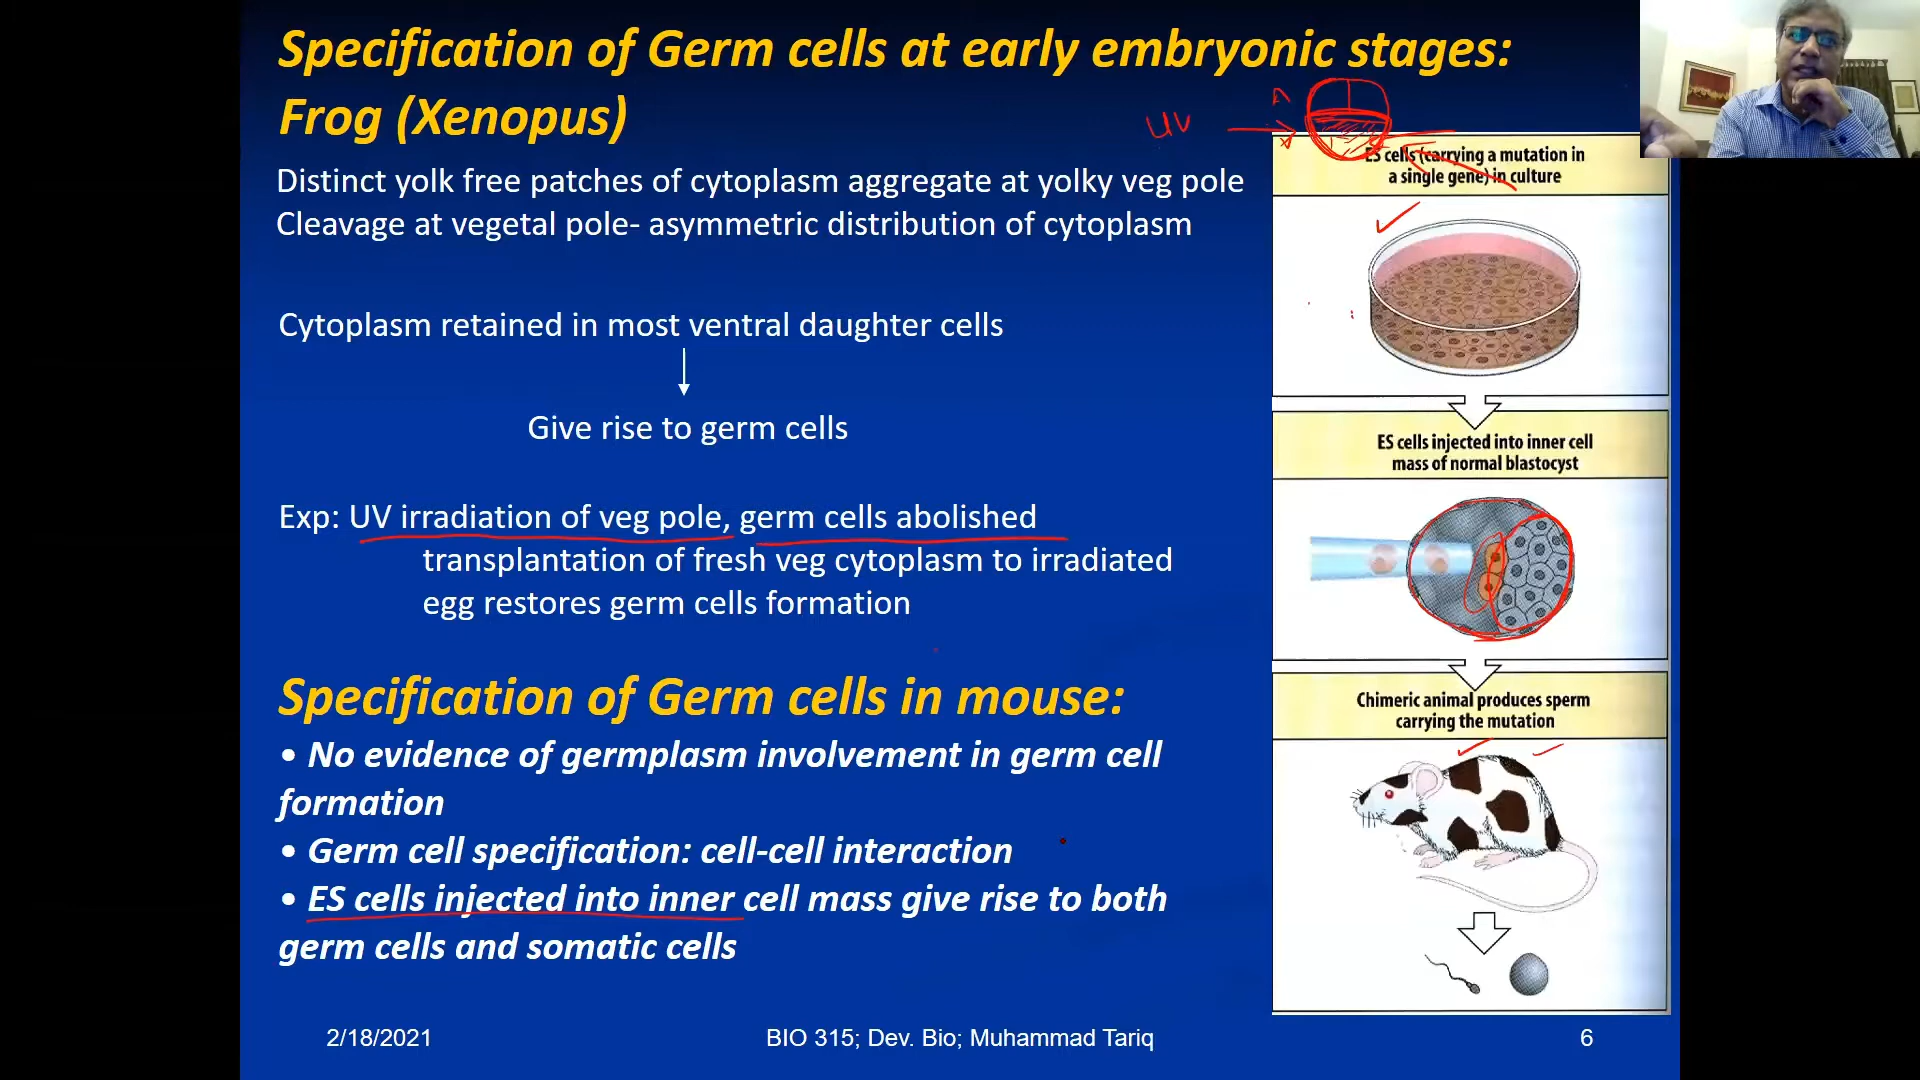 Specification of Germ cells at early embryonic stages:
Frog (Xenopus)
UV
Distinct yolk free patches of cytoplasm aggregate at yolky veg pole
Cleavage at vegetal pole- asymmetric distribution of cytoplasm
Cytoplasm retained in most ventral daughter cells
Give rise to germ cells
Exp: UV irradiation of veg pole, germ cells abolished
transplantation of fresh veg cytoplasm to irradiated
egg restores germ cells formation
Specification of Germ cells in mouse:
• No evidence of germplasm involvement in germ cell
formation
• Germ cell specification: cell-cell interaction
• ES cells injected into inner cell mass give rise to both
germ cells and somatic cells
ES cells (carrying a mutation in
a single gene) in culture
ES cells injected into inner cell
mass of normal blastocyst
Chimeric animal produces sperm
carrying the mutation
2/18/2021
BIO 315; Dev. Bio; Muhammad Tariq
6